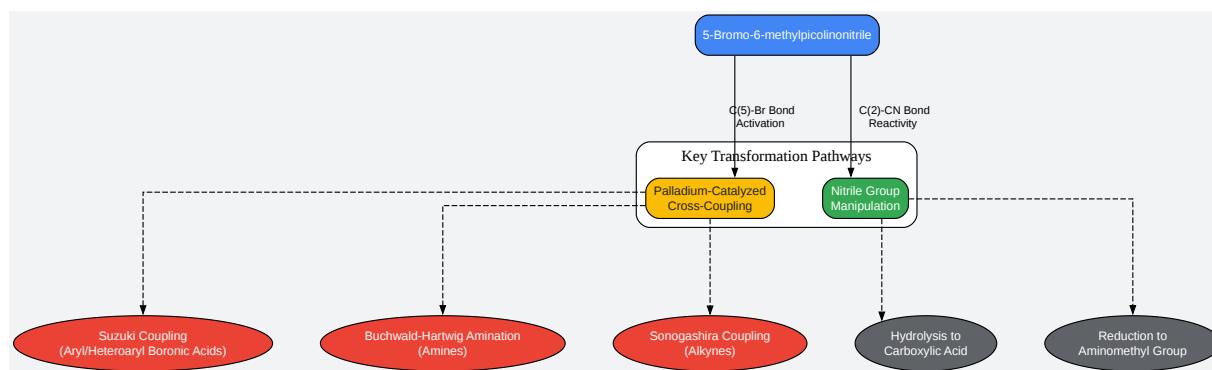 5-Bromo-6-methylpicolinonitrile
C(5)-Br Bond
Activation
C(2)-CN Bond
Reactivity
Key Transformation Pathways
Palladium-Catalyzed
Cross-Coupling
Nitrile Group
Manipulation
Suzuki Coupling
(Aryl/Heteroaryl Boronic Acids)
Buchwald-Hartwig Amination
(Amines)
Sonogashira Coupling
(Alkynes)
Hydrolysis to
Carboxylic Acid
Reduction to
Aminomethyl Group